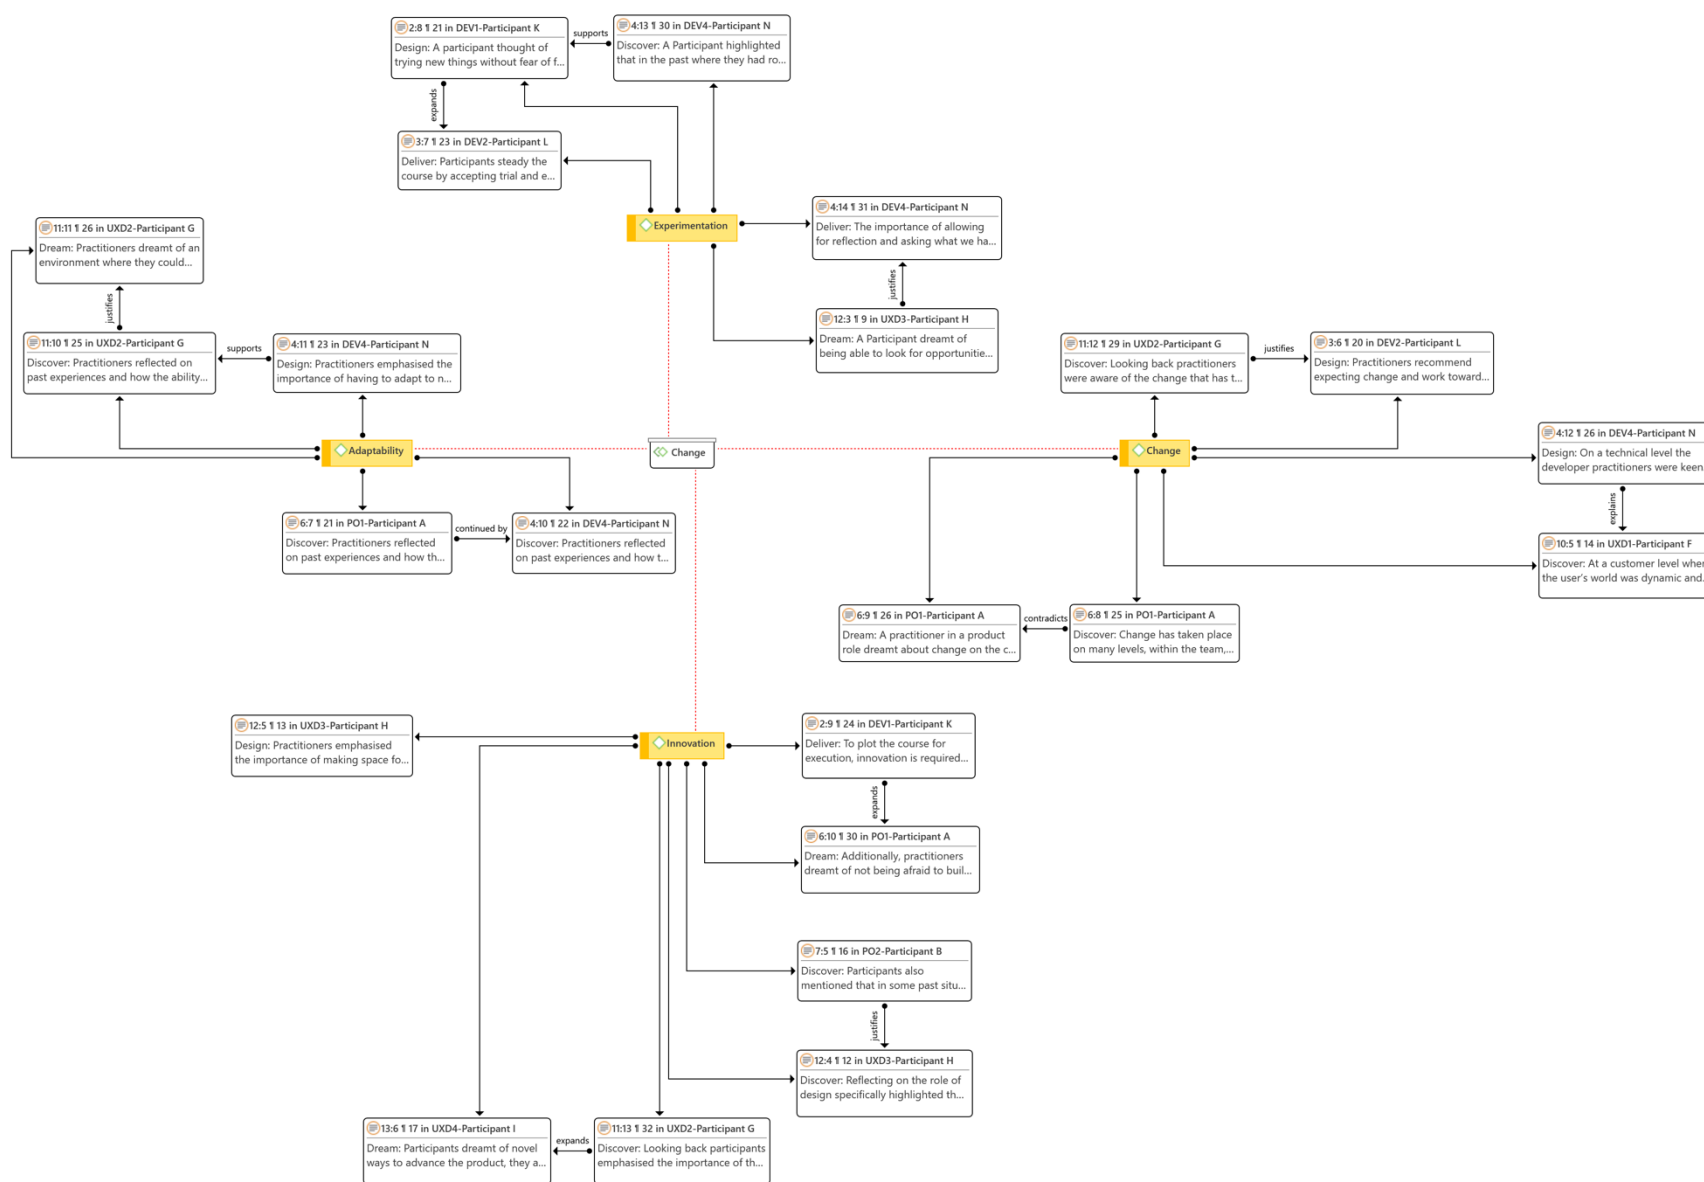 2:8 ¶ 21 in DEV1-Participant K
Design: A participant thought of
trying new things without fear of f...
supports
4:13 ¶ 30 in DEV4-Participant N
Discover: A Participant highlighted
that in the past where they had ro...
expands
3:7 ¶ 23 in DEV2-Participant L
Deliver: Participants steady the
course by accepting trial and e...
Experimentation
4:14 ¶ 31 in DEV4-Participant N
Deliver: The importance of allowing
for reflection and asking what we ha...
justifies
12:3 ¶ 9 in UXD3-Participant H
Dream: A Participant dreamt of
being able to look for opportunitie...
11:11 ¶ 26 in UXD2-Participant G
Dream: Practitioners dreamt of an
environment where they could...
justifies
11:10 ¶ 25 in UXD2-Participant G
Discover: Practitioners reflected on
past experiences and how the ability...
supports
4:11 ¶ 23 in DEV4-Participant N
Design: Practitioners emphasised the
importance of having to adapt to n...
Adaptability
6:7 ¶ 21 in PO1-Participant A
Discover: Practitioners reflected
on past experiences and how th...
continued by
4:10 ¶ 22 in DEV4-Participant N
Discover: Practitioners reflected
on past experiences and how t...
Change
11:12 ¶ 29 in UXD2-Participant G
Discover: Looking back practitioners
were aware of the change that has t...
justifies
3:6 ¶ 20 in DEV2-Participant L
Design: Practitioners recommend
expecting change and work toward...
Change
4:12 ¶ 26 in DEV4-Participant N
Design: On a technical level the
developer practitioners were keen
explains
10:5 ¶ 14 in UXD1-Participant F
Discover: At a customer level wher
the user's world was dynamic and...
6:9 ¶ 26 in PO1-Participant A
Dream: A practitioner in a product
role dreamt about change on the c...
contradicts
6:8 ¶ 25 in PO1-Participant A
Discover: Change has taken place
on many levels, within the team,...
12:5 ¶ 13 in UXD3-Participant H
Design: Practitioners emphasised
the importance of making space fo...
Innovation
2:9 ¶ 24 in DEV1-Participant K
Deliver: To plot the course for
execution, innovation is required...
expands
6:10 ¶ 30 in PO1-Participant A
Dream: Additionally, practitioners
dreamt of not being afraid to buil...
7:5 ¶ 16 in PO2-Participant B
Discover: Participants also
mentioned that in some past situ...
justifies
12:4 ¶ 12 in UXD3-Participant H
Discover: Reflecting on the role of
design specifically highlighted th...
13:6 ¶ 17 in UXD4-Participant I
Dream: Participants dreamt of novel
ways to advance the product, they a...
expands
11:13 ¶ 32 in UXD2-Participant G
Discover: Looking back participants
emphasised the importance of th...